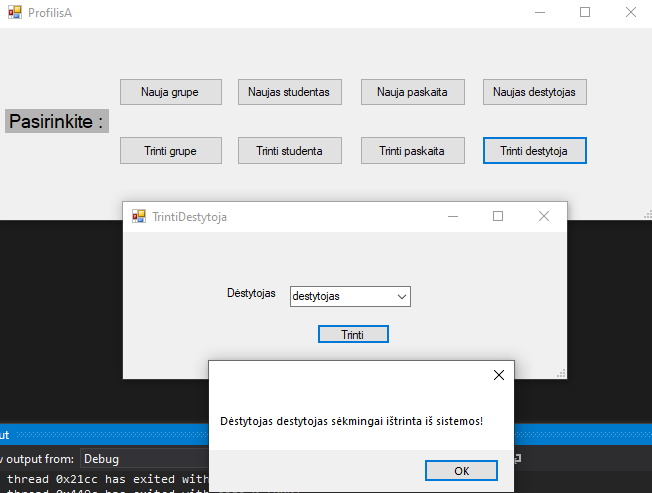 ProfilisA
Nauja grupe
Naujas studentas
Nauja paskaita
Naujas destytojas
Pasirinkite :
Trinti grupe
Trinti studenta
Trinti paskaita
Trinti destytoja
TrintiDestytoja
Dėstytojas
destytojas
Trinti
Dėstytojas destytojas sėkmingai ištrinta iš sistemos!
OK
ut
w output from: Debug
thread 0x21cc has exited with